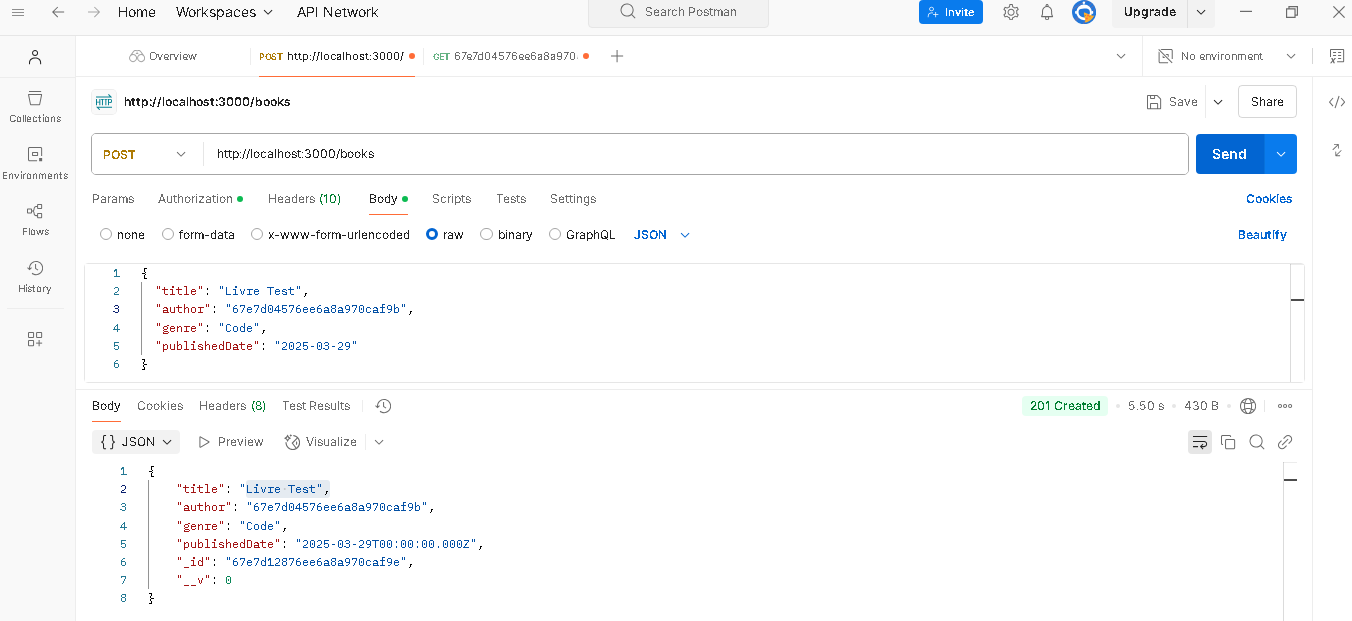 Home Workspaces API Network Search Postman Invite Upgrade
Overview POST http://localhost:3000/ GET 67e7d04576ee6a8a970 No environment
HTTP http://localhost:3000/books Save Share
Collections
Environments
Flows
History
POST http://localhost:3000/books Send
Params Authorization Headers (10) Body Scripts Tests Settings Cookies
none form-data x-www-form-urlencoded raw binary GraphQL JSON Beautify
1 {
2 "title": "Livre Test",
3 "author": "67e7d04576ee6a8a970caf9b",
4 "genre": "Code",
5 "publishedDate": "2025-03-29"
6 }
Body Cookies Headers (8) Test Results 201 Created 5.50 s 430 B
{} JSON Preview Visualize
1 {
2 "title": "Livre Test",
3 "author": "67e7d04576ee6a8a970caf9b",
4 "genre": "Code",
5 "publishedDate": "2025-03-29T00:00:00.000Z",
6 "_id": "67e7d12876ee6a8a970caf9e",
7 "__v": 0
8 }